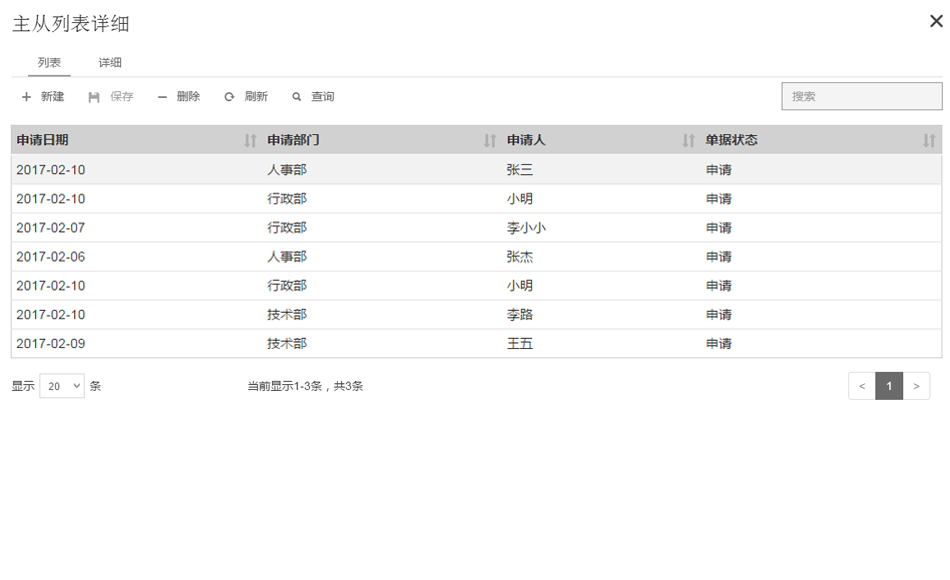 主从列表详细
列表 详细
新建 保存 删除 刷新 查询 搜索
申请日期 申请部门 申请人 单据状态
2017-02-10 人事部 张三 申请
2017-02-10 行政部 小明 申请
2017-02-07 行政部 李小小 申请
2017-02-06 人事部 张杰 申请
2017-02-10 行政部 小明 申请
2017-02-10 技术部 李路 申请
2017-02-09 技术部 王五 申请
显示 20 条 当前显示1-3条，共3条 < 1 >